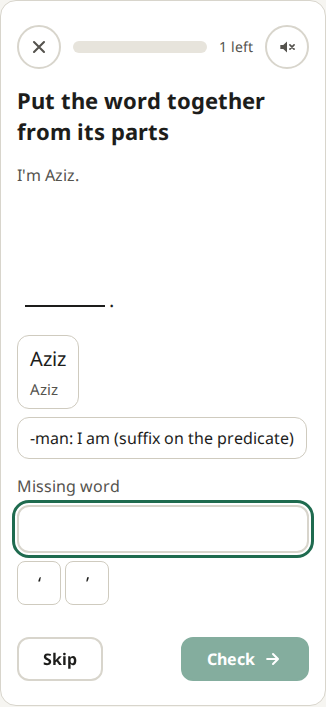 1 left
Put the word together
from its parts
I'm Aziz.
.
Aziz
Aziz
-man: I am (suffix on the predicate)
Missing word
ʻ
ʼ
Skip
Check →